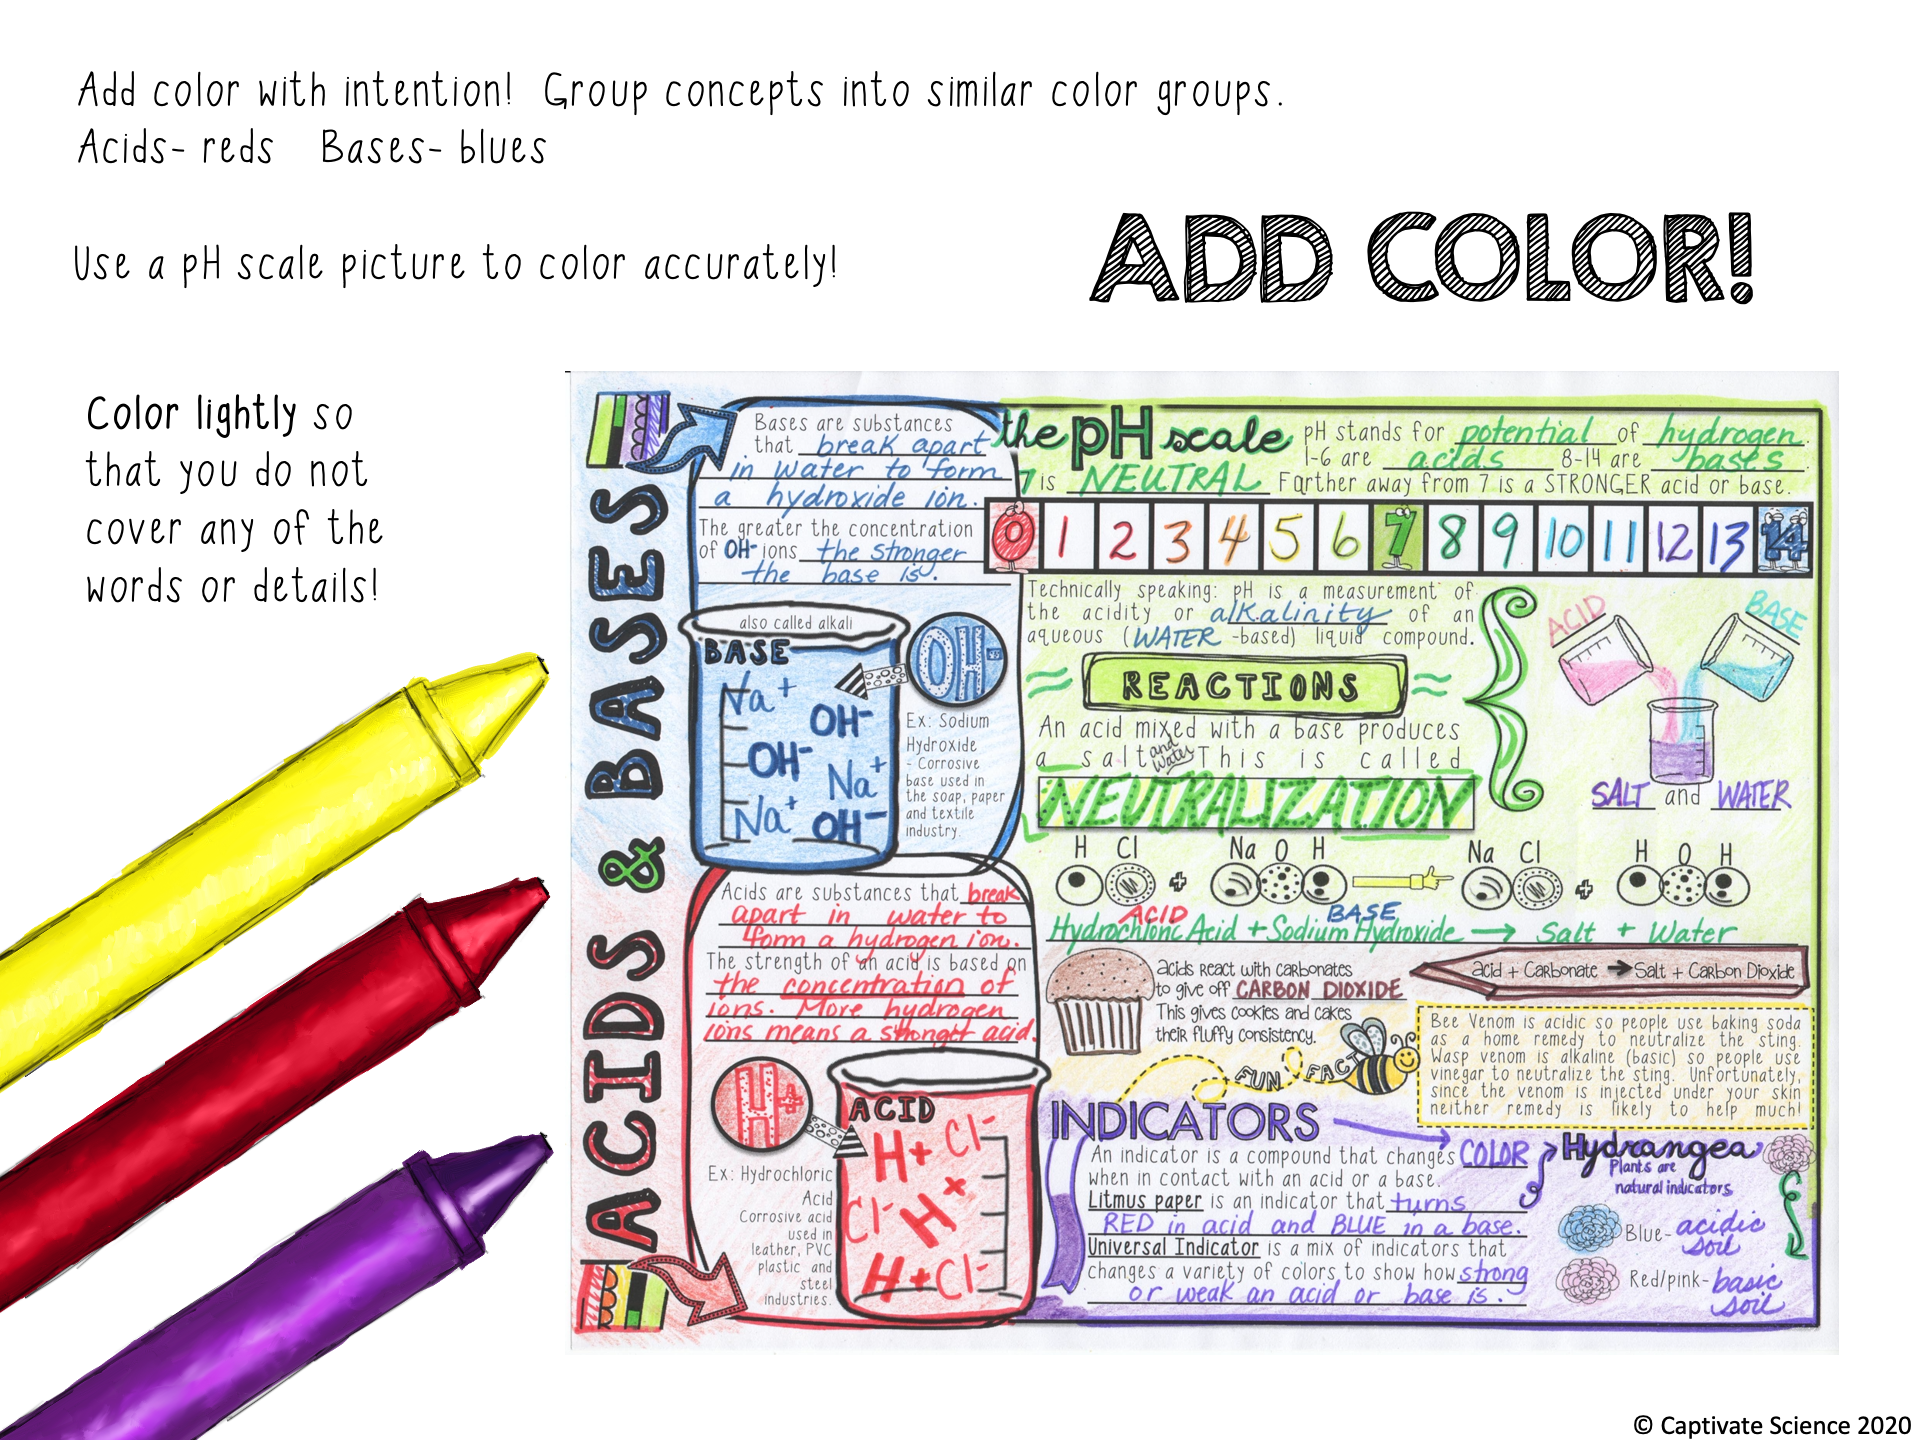 Add color with intention! Group concepts into similar color groups.
Acids- reds Bases- blues
Use a pH scale picture to color accurately!
ADD COLOR!
Color lightly so
that you do not
cover any of the
words or details!
ACIDS & BASES
Bases are substances
that break apart
in water to form
a hydroxide ion.
The greater the concentration
of OH- ions the stronger
the base is.
also called alkali
BASE
Na+
OH-
OH-
Na+
Na+ OH-
OH-
Ex: Sodium
Hydroxide
- Corrosive
base used in
the soap, paper
and textile
industry.
Acids are substances that break
apart in water to
form a hydrogen ion.
The strength of an acid is based on
the concentration of
ions. More hydrogen
ions means a stronger acid.
H+
ACID
H+ Cl-
Cl- H+
H+ Cl-
Ex: Hydrochloric
Acid
Corrosive acid
used in
leather, PVC
plastic and
steel
industries.
the pH scale
pH stands for potential of hydrogen.
1-6 are acids 8-14 are bases.
7 is NEUTRAL Farther away from 7 is a STRONGER acid or base.
0 1 2 3 4 5 6 7 8 9 10 11 12 13 14
Technically speaking: pH is a measurement of
the acidity or alkalinity of an
aqueous (WATER -based) liquid compound.
REACTIONS
An acid mixed with a base produces
a salt and water This is called
NEUTRALIZATION
ACID
BASE
SALT and WATER
H Cl Na O H Na Cl H O H
+ +
ACID BASE
Hydrochloric Acid + Sodium Hydroxide → Salt + Water
acids react with carbonates
to give off CARBON DIOXIDE
This gives cookies and cakes
their fluffy consistency.
acid + Carbonate → Salt + Carbon Dioxide
FUN FACT
Bee Venom is acidic so people use baking soda
as a home remedy to neutralize the sting.
Wasp venom is alkaline (basic) so people use
vinegar to neutralize the sting. Unfortunately,
since the venom is injected under your skin
neither remedy is likely to help much!
INDICATORS
An indicator is a compound that changes COLOR
when in contact with an acid or a base.
Litmus paper is an indicator that turns
RED in acid and BLUE in a base.
Universal Indicator is a mix of indicators that
changes a variety of colors to show how strong
or weak an acid or base is.
Hydrangea
Plants are
natural indicators
Blue- acidic
soil
Red/pink- basic
soil
© Captivate Science 2020